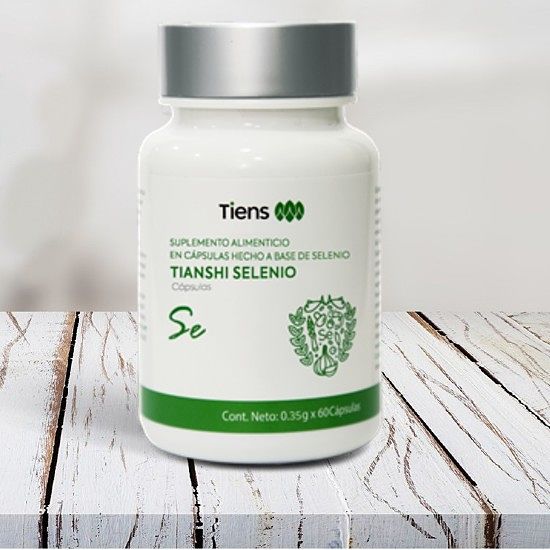 Tiens
SUPLEMENTO ALIMENTICIO
EN CÁPSULAS HECHO A BASE DE SELENIO
TIANSHI SELENIO
Cápsulas
Se
Cont. Neto: 0.35g x 60Cápsulas